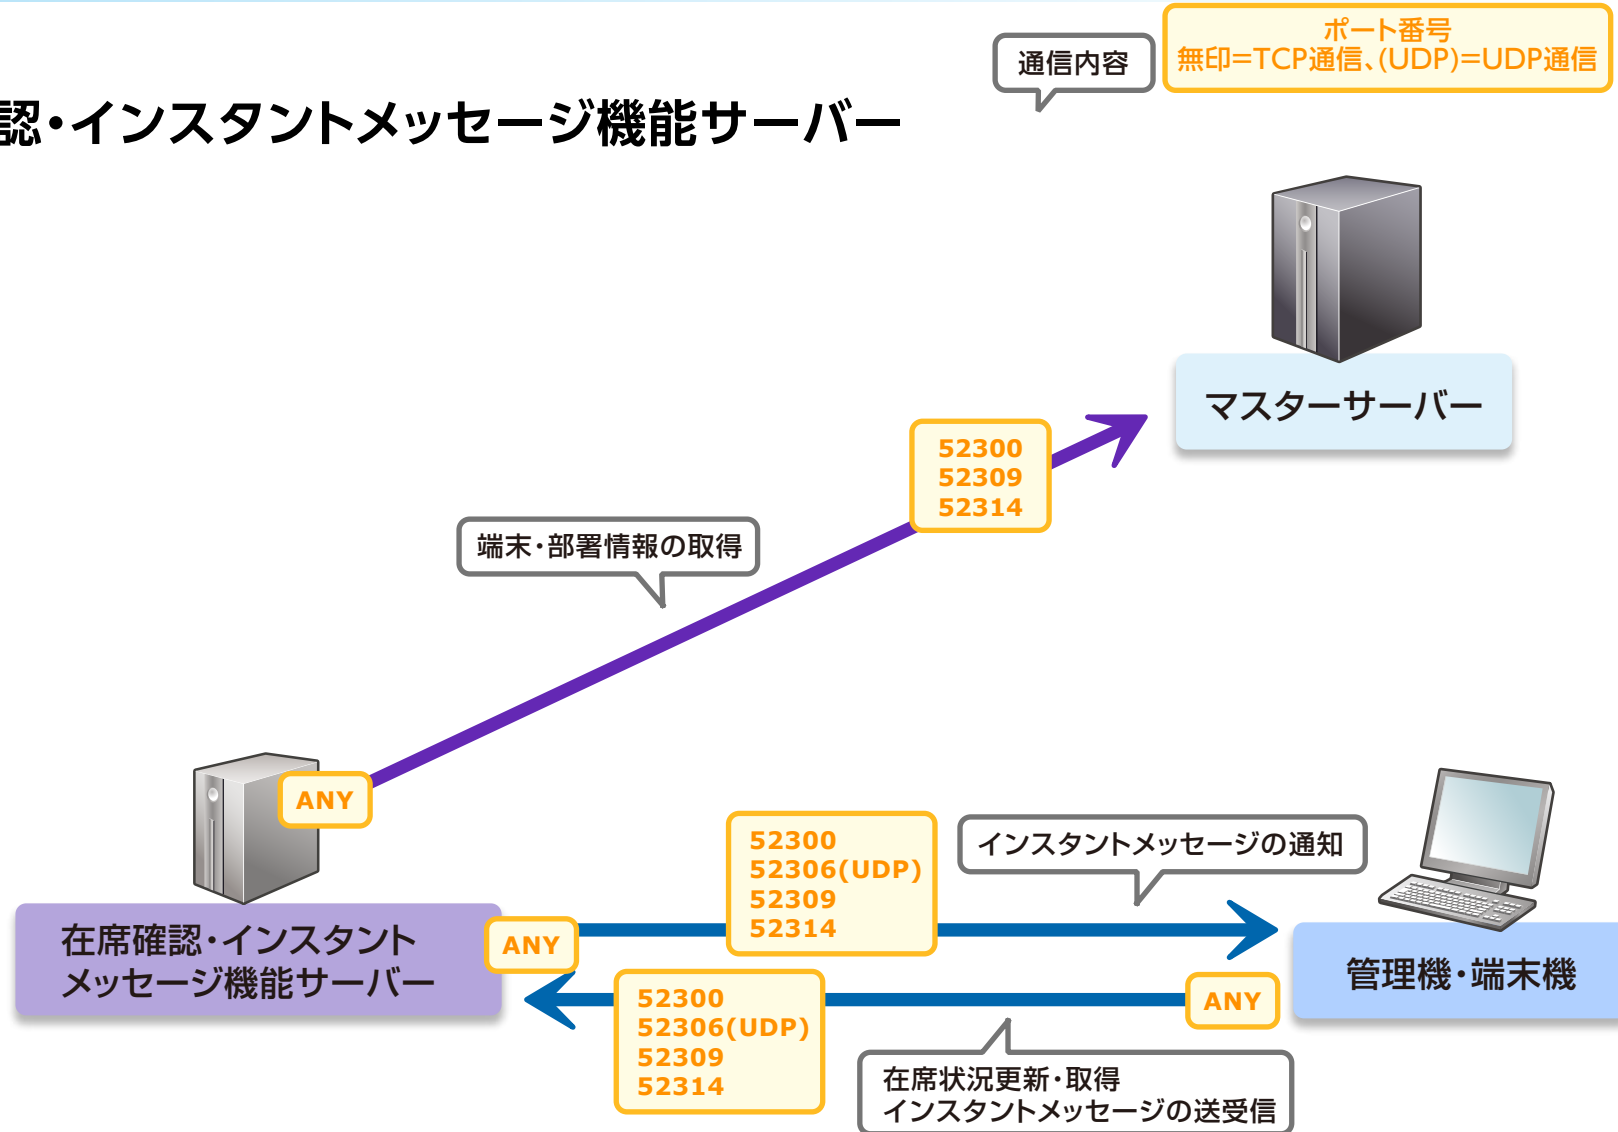 ポート番号
無印=TCP通信、(UDP)=UDP通信
通信内容
認・インスタントメッセージ機能サーバー
マスターサーバー
52300
52309
52314
端末・部署情報の取得
ANY
52300
52306(UDP)
52309
52314
インスタントメッセージの通知
在席確認・インスタント
メッセージ機能サーバー
ANY
管理機・端末機
52300
52306(UDP)
52309
52314
ANY
在席状況更新・取得
インスタントメッセージの送受信